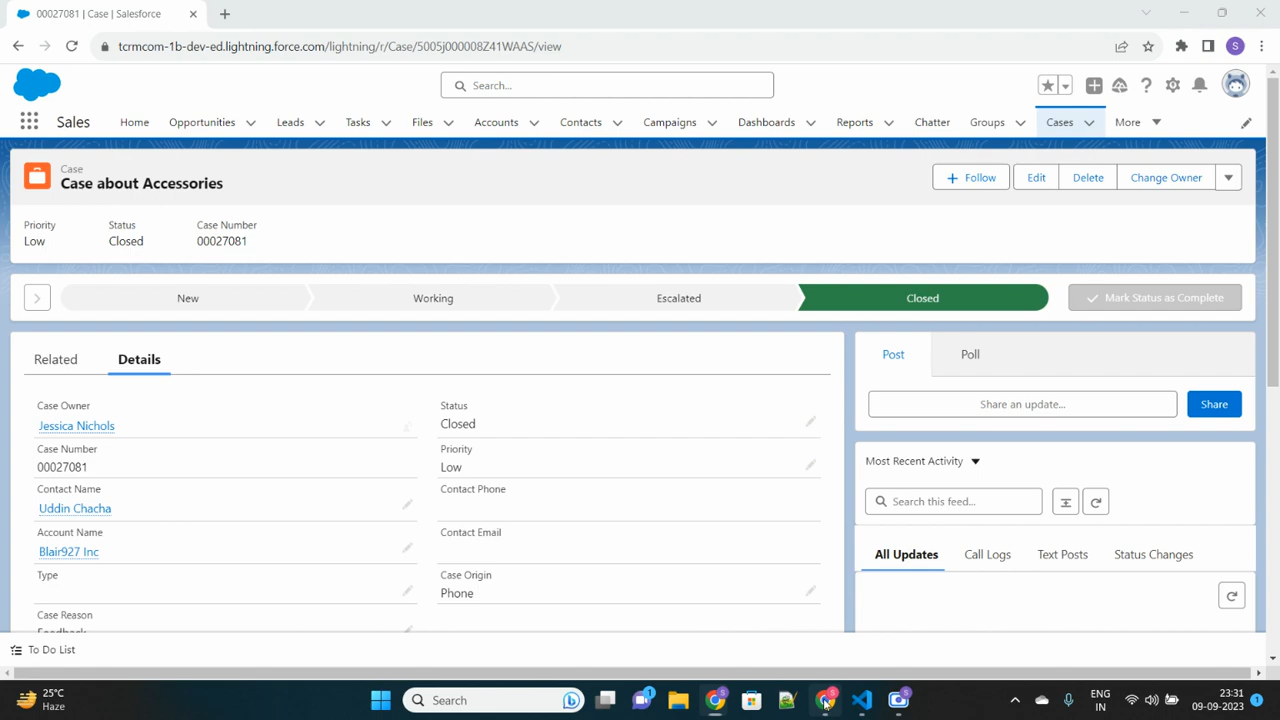 00027081 | Case | Salesforce
tcrmcom-1b-dev-ed.lightning.force.com/lightning/r/Case/5005j000008Z41WAAS/view
S
Search...
Sales
Home Opportunities Leads Tasks Files Accounts Contacts Campaigns Dashboards Reports Chatter Groups Cases More
Case
Case about Accessories
Follow Edit Delete Change Owner
Priority Status Case Number
Low Closed 00027081
New Working Escalated Closed Mark Status as Complete
Related Details
Case Owner
Jessica Nichols
Case Number
00027081
Contact Name
Uddin Chacha
Account Name
Blair927 Inc
Type
Case Reason
Feedback
Status
Closed
Priority
Low
Contact Phone
Contact Email
Case Origin
Phone
Post Poll
Share an update... Share
Most Recent Activity
Search this feed...
All Updates Call Logs Text Posts Status Changes
To Do List
25°C
Haze
Search
1
S
S
S
S
ENG
IN
23:31
09-09-2023
1